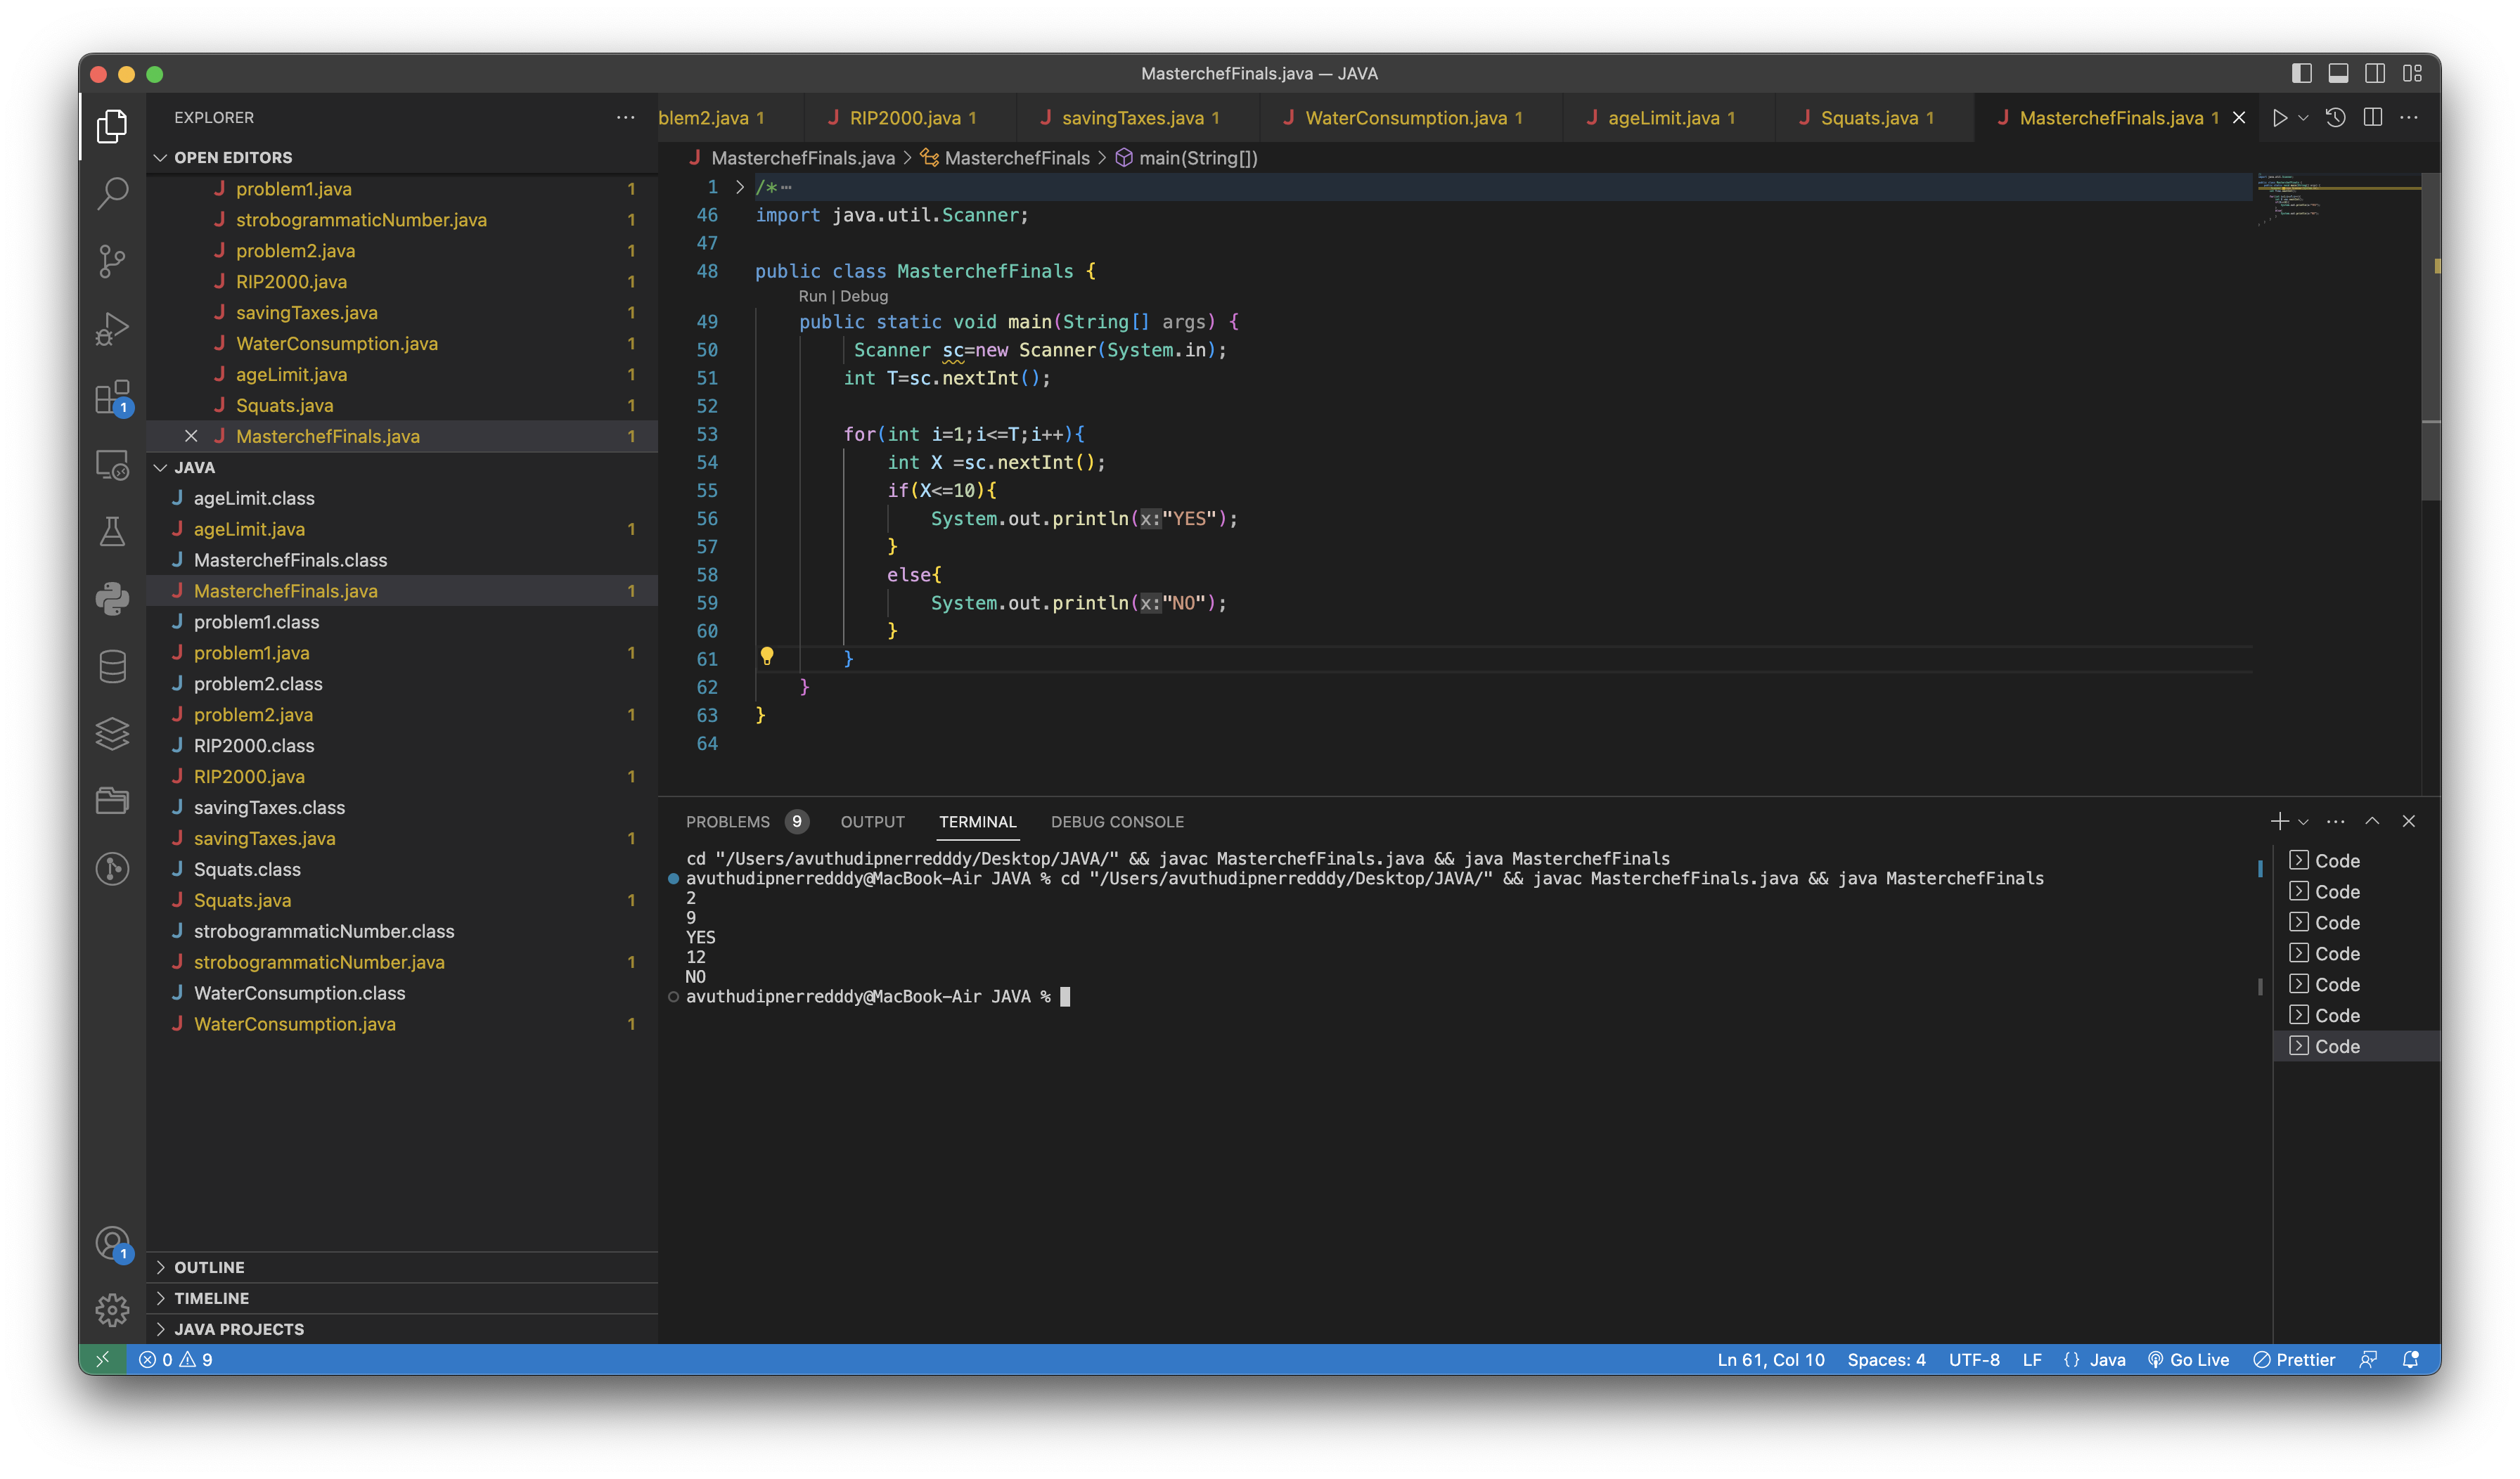 MasterchefFinals.java — JAVA
EXPLORER
OPEN EDITORS
problem1.java 1
strobogrammaticNumber.java 1
problem2.java 1
RIP2000.java 1
savingTaxes.java 1
WaterConsumption.java 1
ageLimit.java 1
Squats.java 1
MasterchefFinals.java 1
JAVA
ageLimit.class
ageLimit.java 1
MasterchefFinals.class
MasterchefFinals.java 1
problem1.class
problem1.java 1
problem2.class
problem2.java 1
RIP2000.class
RIP2000.java 1
savingTaxes.class
savingTaxes.java 1
Squats.class
Squats.java 1
strobogrammaticNumber.class
strobogrammaticNumber.java 1
WaterConsumption.class
WaterConsumption.java 1
OUTLINE
TIMELINE
JAVA PROJECTS
1
1
blem2.java 1 RIP2000.java 1 savingTaxes.java 1 WaterConsumption.java 1 ageLimit.java 1 Squats.java 1 MasterchefFinals.java 1
MasterchefFinals.java > MasterchefFinals > main(String[])
1 /*
46 import java.util.Scanner;
47
48 public class MasterchefFinals {
Run | Debug
49 public static void main(String[] args) {
50 Scanner sc=new Scanner(System.in);
51 int T=sc.nextInt();
52
53 for(int i=1;i<=T;i++){
54 int X =sc.nextInt();
55 if(X<=10){
56 System.out.println(x:"YES");
57 }
58 else{
59 System.out.println(x:"NO");
60 }
61 }
62 }
63 }
64
PROBLEMS 9 OUTPUT TERMINAL DEBUG CONSOLE
cd "/Users/avuthudipnerredddy/Desktop/JAVA/" && javac MasterchefFinals.java && java MasterchefFinals
avuthudipnerredddy@MacBook-Air JAVA % cd "/Users/avuthudipnerredddy/Desktop/JAVA/" && javac MasterchefFinals.java && java MasterchefFinals
2
9
YES
12
NO
avuthudipnerredddy@MacBook-Air JAVA %
Code
Code
Code
Code
Code
Code
Code
0 9 Ln 61, Col 10 Spaces: 4 UTF-8 LF {} Java Go Live Prettier